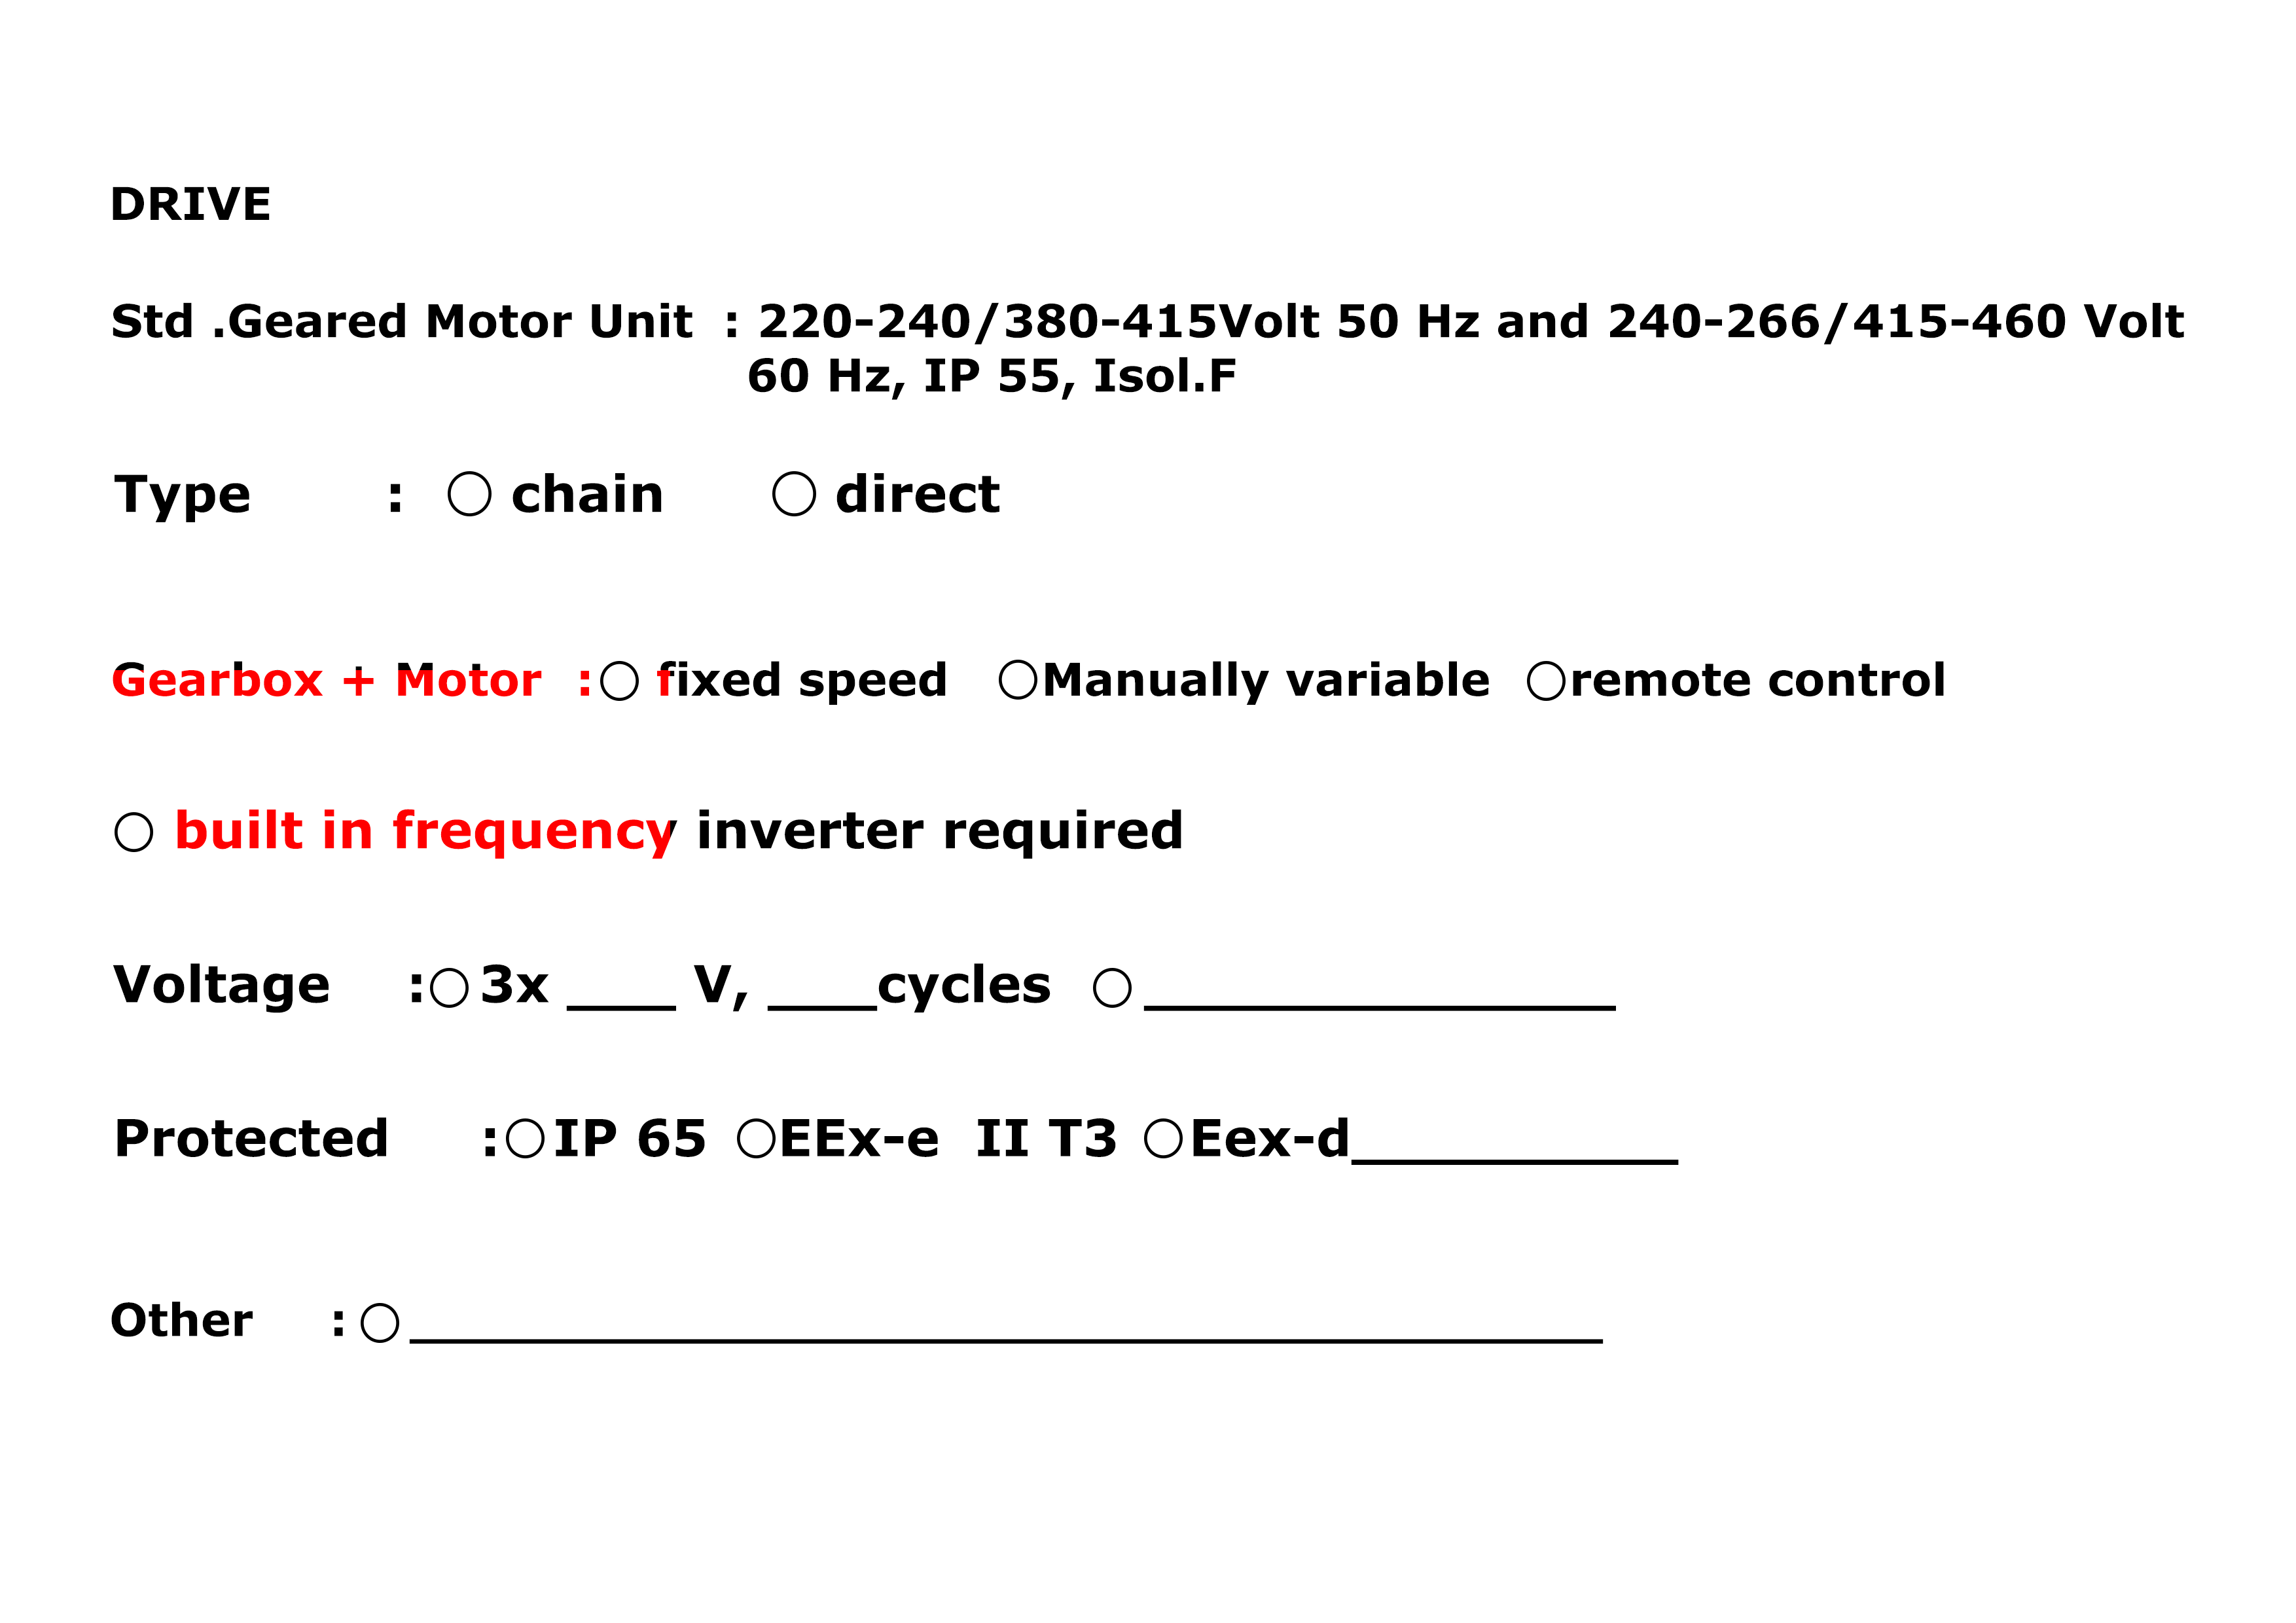 DRIVE
Std .Geared Motor Unit : 220-240/380-415Volt 50 Hz and 240-266/415-460 Volt
60 Hz, IP 55, Isol.F
Type : ○ chain ○ direct
Gearbox + Motor :○ fixed speed ○Manually variable ○remote control
○ built in frequency inverter required
Voltage :○ 3x ____ V, ____cycles ○_________________
Protected :○IP 65 ○EEx-e II T3 ○Eex-d____________
Other : ○____________________________________________